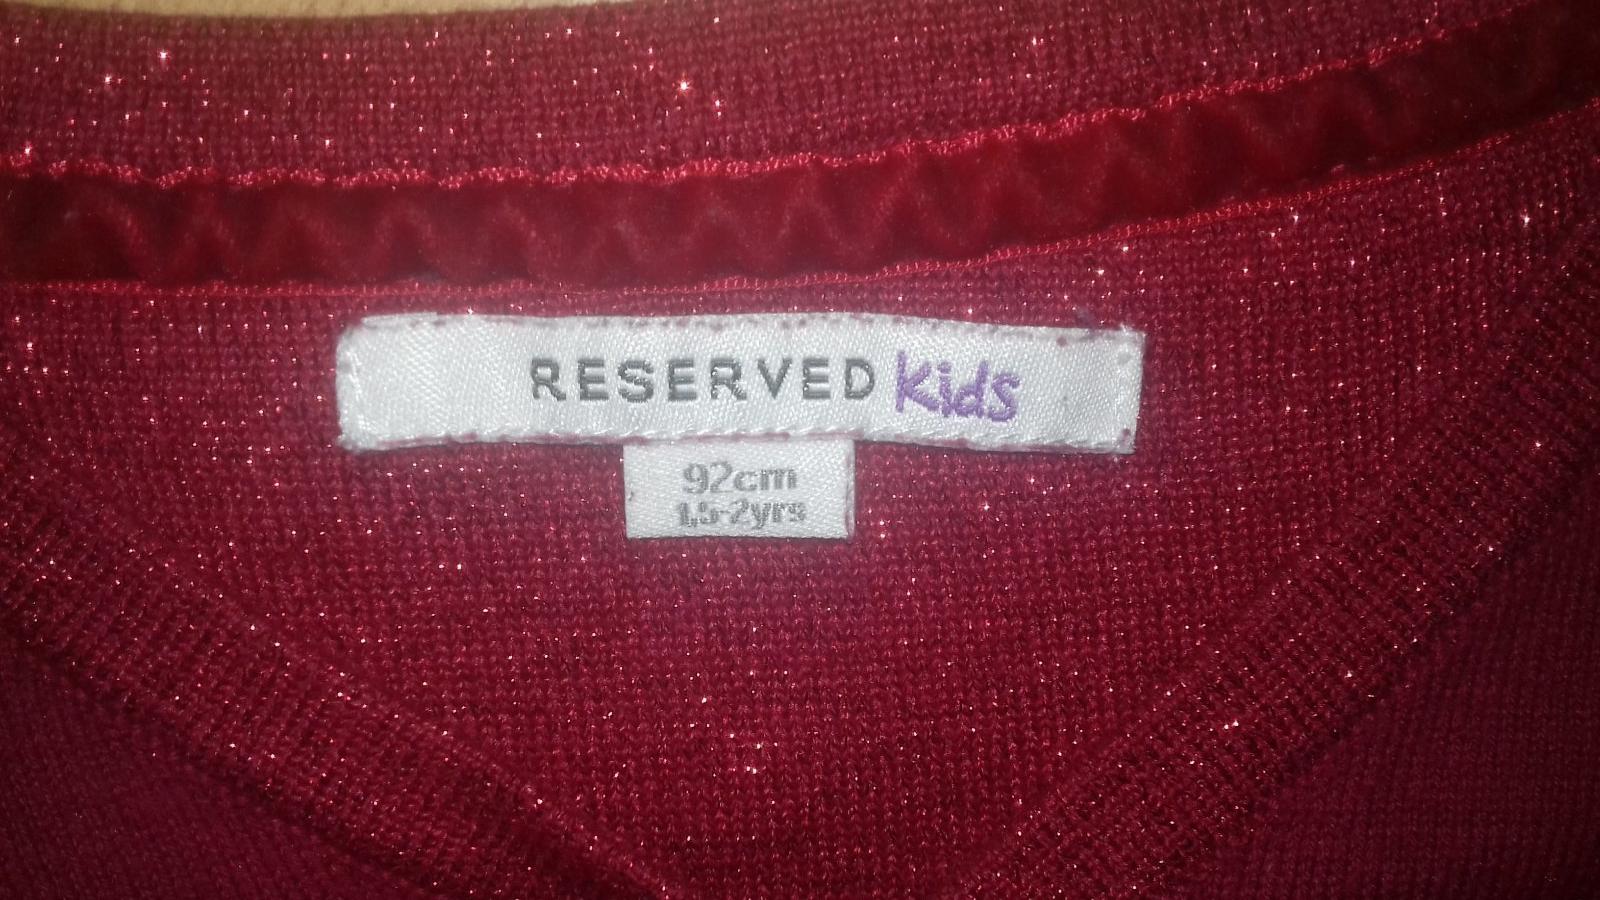 RESERVED Kids
92cm
1,5-2yrs